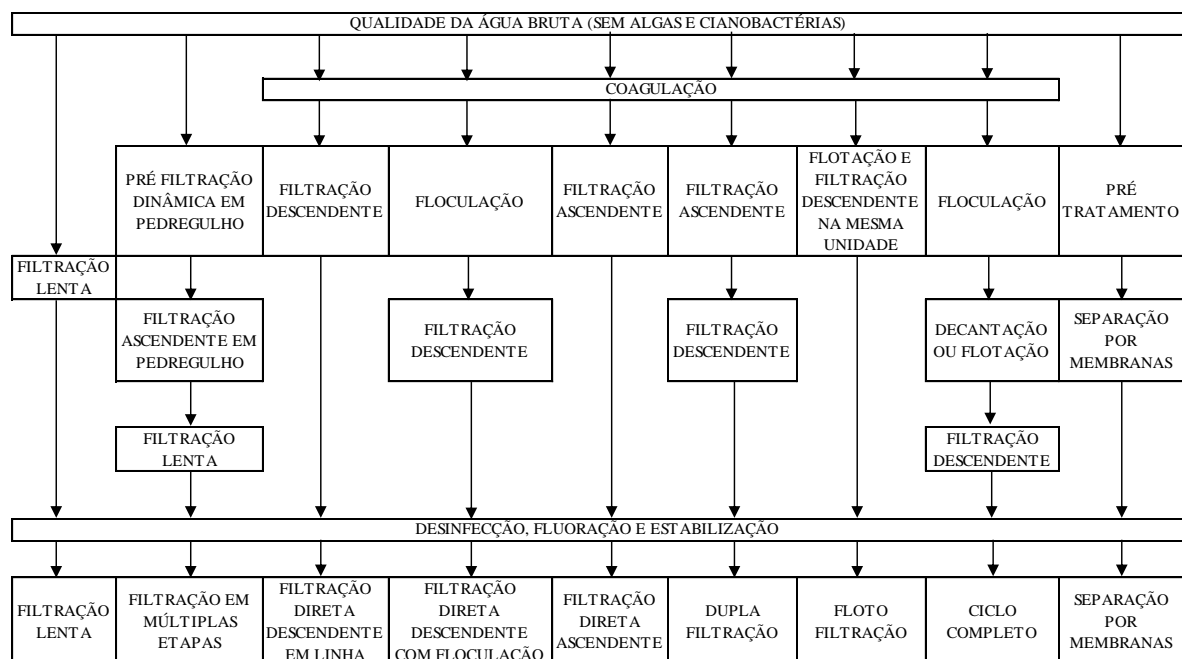 QUALIDADE DA ÁGUA BRUTA (SEM ALGAS E CIANOBACTÉRIAS)
COAGULAÇÃO
PRÉ FILTRAÇÃO
DINÂMICA EM
PEDREGULHO
FILTRAÇÃO
DESCENDENTE
FLOCULAÇÃO
FILTRAÇÃO
ASCENDENTE
FILTRAÇÃO
ASCENDENTE
FLOTAÇÃO E
FILTRAÇÃO
DESCENDENTE
NA MESMA
UNIDADE
FLOCULAÇÃO
PRÉ
TRATAMENTO
FILTRAÇÃO
LENTA
FILTRAÇÃO
ASCENDENTE EM
PEDREGULHO
FILTRAÇÃO
DESCENDENTE
FILTRAÇÃO
DESCENDENTE
DECANTAÇÃO
OU FLOTAÇÃO
SEPARAÇÃO
POR
MEMBRANAS
FILTRAÇÃO
LENTA
FILTRAÇÃO
DESCENDENTE
DESINFECÇÃO, FLUORAÇÃO E ESTABILIZAÇÃO
FILTRAÇÃO
LENTA
FILTRAÇÃO EM
MÚLTIPLAS
ETAPAS
FILTRAÇÃO
DIRETA
DESCENDENTE
EM LINHA
FILTRAÇÃO
DIRETA
DESCENDENTE
COM FLOCULAÇÃO
FILTRAÇÃO
DIRETA
ASCENDENTE
DUPLA
FILTRAÇÃO
FLOTO
FILTRAÇÃO
CICLO
COMPLETO
SEPARAÇÃO
POR
MEMBRANAS